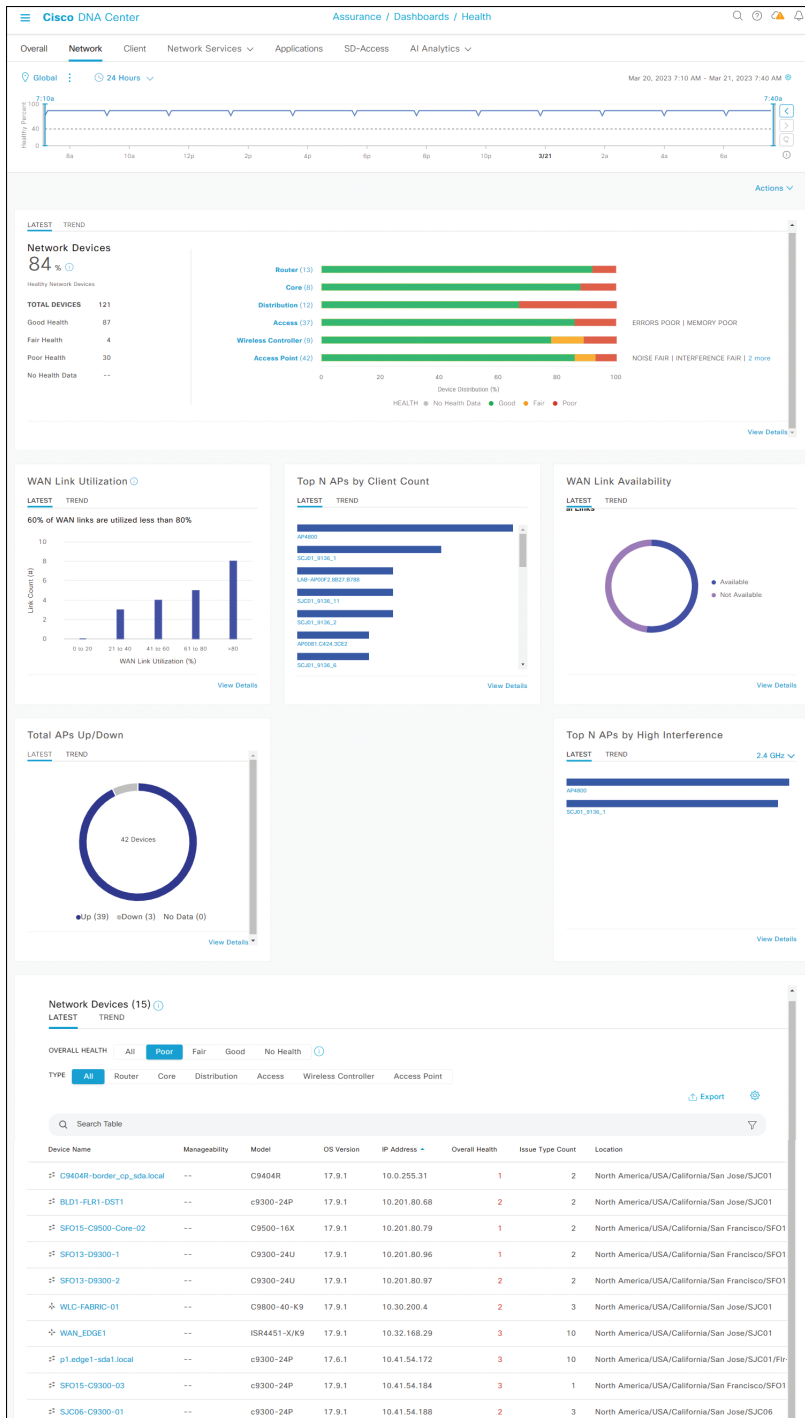 Cisco DNA Center
Assurance / Dashboards / Health
Overall Network Client Network Services Applications SD-Access AI Analytics
Global 24 Hours
Mar 20, 2023 7:10 AM - Mar 21, 2023 7:40 AM
7:10a 7:40a
Healthy Percent
100
40
0
8a 10a 12p 2p 4p 6p 8p 10p 3/21 2a 4a 6a
Actions
LATEST TREND
Network Devices
84 %
Healthy Network Devices
TOTAL DEVICES 121
Good Health 87
Fair Health 4
Poor Health 30
No Health Data --
Router (13)
Core (8)
Distribution (12)
Access (37) ERRORS POOR | MEMORY POOR
Wireless Controller (9)
Access Point (42) NOISE FAIR | INTERFERENCE FAIR | 2 more
0 20 40 60 80 100
Device Distribution (%)
HEALTH No Health Data Good Fair Poor
View Details
WAN Link Utilization
LATEST TREND
60% of WAN links are utilized less than 80%
Link Count (#)
10
8
6
4
2
0
0 to 20 21 to 40 41 to 60 61 to 80 >80
WAN Link Utilization (%)
View Details
Top N APs by Client Count
LATEST TREND
AP4800
SCJ01_9136_1
LAB-AP00F2.8B27.B788
SJC01_9136_11
SCJ01_9136_2
AP0081.C424.3CE2
SCJ01_9136_6
View Details
WAN Link Availability
LATEST TREND
al Links
Available
Not Available
View Details
Total APs Up/Down
LATEST TREND
42 Devices
Up (39) Down (3) No Data (0)
View Details
Top N APs by High Interference
LATEST TREND 2.4 GHz
AP4800
SCJ01_9136_1
View Details
Network Devices (15)
LATEST TREND
OVERALL HEALTH All Poor Fair Good No Health
TYPE All Router Core Distribution Access Wireless Controller Access Point
Export
Search Table
Device Name Manageability Model OS Version IP Address Overall Health Issue Type Count Location
C9404R-border_cp_sda.local -- C9404R 17.9.1 10.0.255.31 1 2 North America/USA/California/San Jose/SJC01
BLD1-FLR1-DST1 -- c9300-24P 17.9.1 10.201.80.68 2 2 North America/USA/California/San Jose/SJC01
SFO15-C9500-Core-02 -- C9500-16X 17.9.1 10.201.80.79 1 2 North America/USA/California/San Francisco/SFO1
SFO13-D9300-1 -- C9300-24U 17.9.1 10.201.80.96 1 2 North America/USA/California/San Francisco/SFO1
SFO13-D9300-2 -- C9300-24U 17.9.1 10.201.80.97 2 2 North America/USA/California/San Francisco/SFO1
WLC-FABRIC-01 -- C9800-40-K9 17.9.1 10.30.200.4 2 3 North America/USA/California/San Jose/SJC01
WAN_EDGE1 -- ISR4451-X/K9 17.9.1 10.32.168.29 3 10 North America/USA/California/San Jose/SJC01
p1.edge1-sda1.local -- c9300-24P 17.6.1 10.41.54.172 3 10 North America/USA/California/San Jose/SJC01/Flr-
SFO15-C9300-03 -- c9300-24P 17.9.1 10.41.54.184 3 1 North America/USA/California/San Francisco/SFO1
SJC06-C9300-01 -- c9300-24P 17.9.1 10.41.54.188 2 3 North America/USA/California/San Jose/SJC06